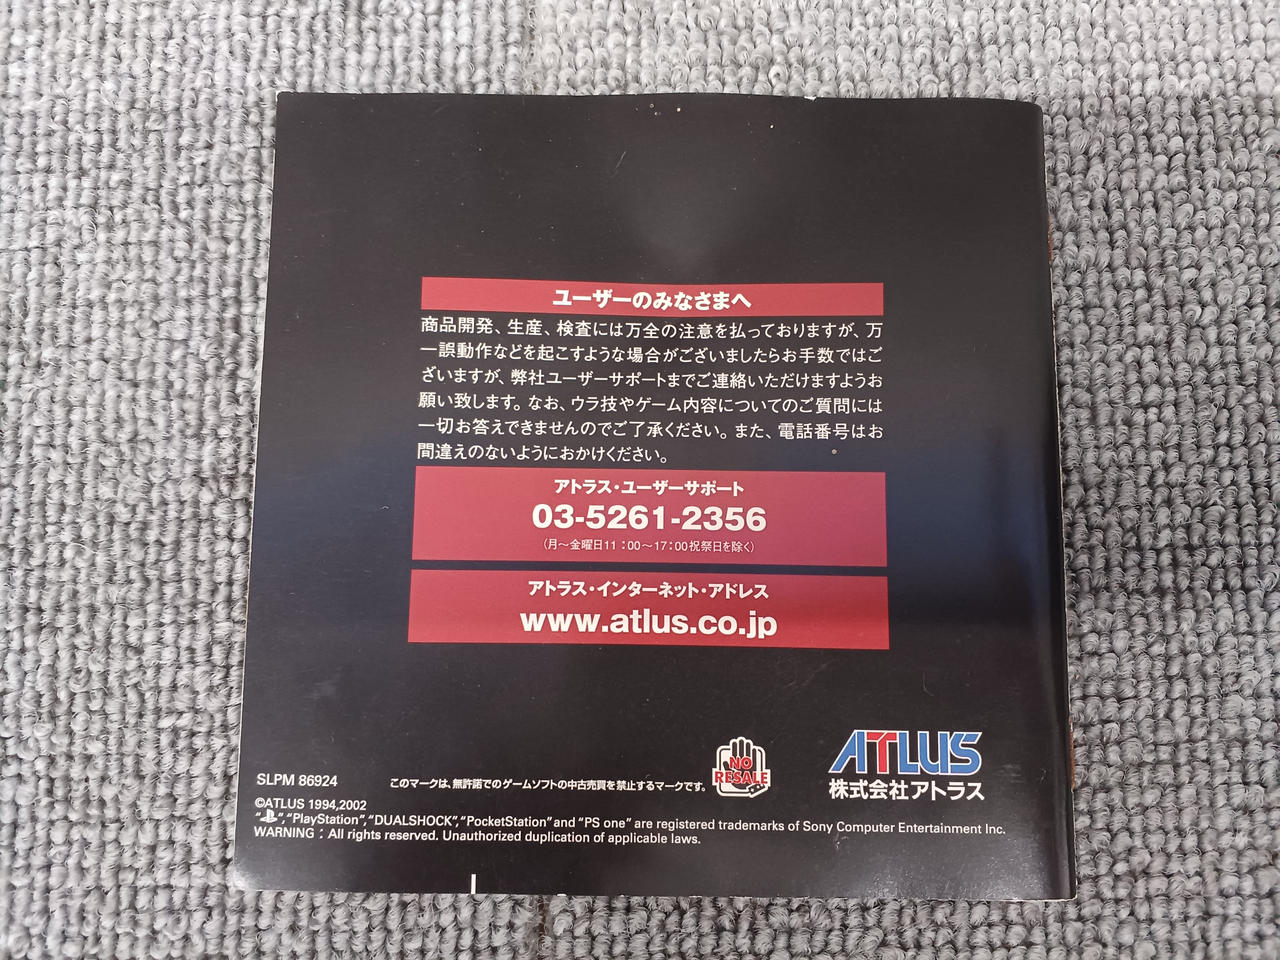 ユーザーのみなさまへ
商品開発、生産、検査には万全の注意を払っておりますが、万
一誤動作などを起こすような場合がございましたらお手数ではご
ざいますが、弊社ユーザーサポートまでご連絡いただけますようお
願い致します。なお、ウラ技やゲーム内容についてのご質問には
一切お答えできませんのでご了承ください。また、電話番号はお
間違えのないようにおかけください。
アトラス・ユーザーサポート
03-5261-2356
(月〜金曜日11:00〜17:00祝祭日を除く)
アトラス・インターネット・アドレス
www.atlus.co.jp
SLPM 86924
このマークは、無許諾でのゲームソフトの中古売買を禁止するマークです。
NO
RESALE
ATLUS
株式会社アトラス
©ATLUS 1994,2002
“ ”,“PlayStation”,“DUALSHOCK”,“PocketStation”and “PS one” are registered trademarks of Sony Computer Entertainment Inc.
WARNING : All rights reserved. Unauthorized duplication of applicable laws.